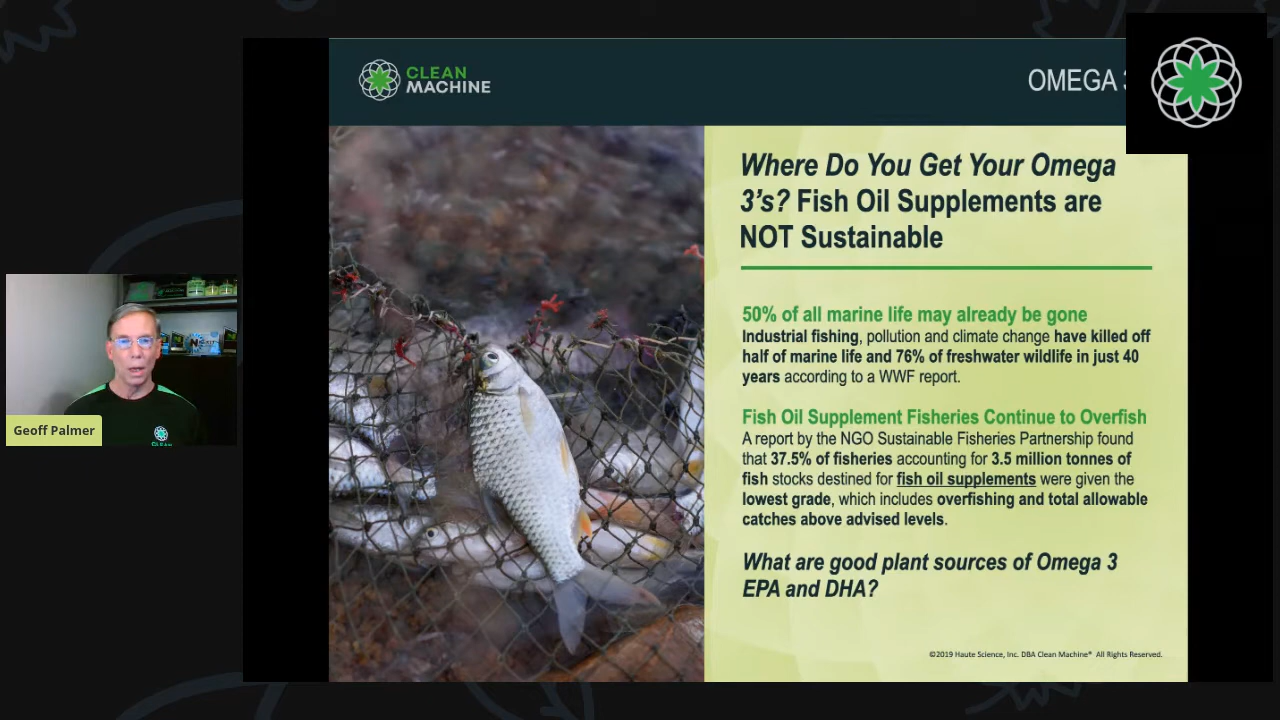 CLEAN
MACHINE
OMEGA 3
Where Do You Get Your Omega
3’s? Fish Oil Supplements are
NOT Sustainable
50% of all marine life may already be gone
Industrial fishing, pollution and climate change have killed off
half of marine life and 76% of freshwater wildlife in just 40
years according to a WWF report.
Fish Oil Supplement Fisheries Continue to Overfish
A report by the NGO Sustainable Fisheries Partnership found
that 37.5% of fisheries accounting for 3.5 million tonnes of
fish stocks destined for fish oil supplements were given the
lowest grade, which includes overfishing and total allowable
catches above advised levels.
What are good plant sources of Omega 3
EPA and DHA?
©2019 Haute Science, Inc. DBA Clean Machine® All Rights Reserved.
Geoff Palmer